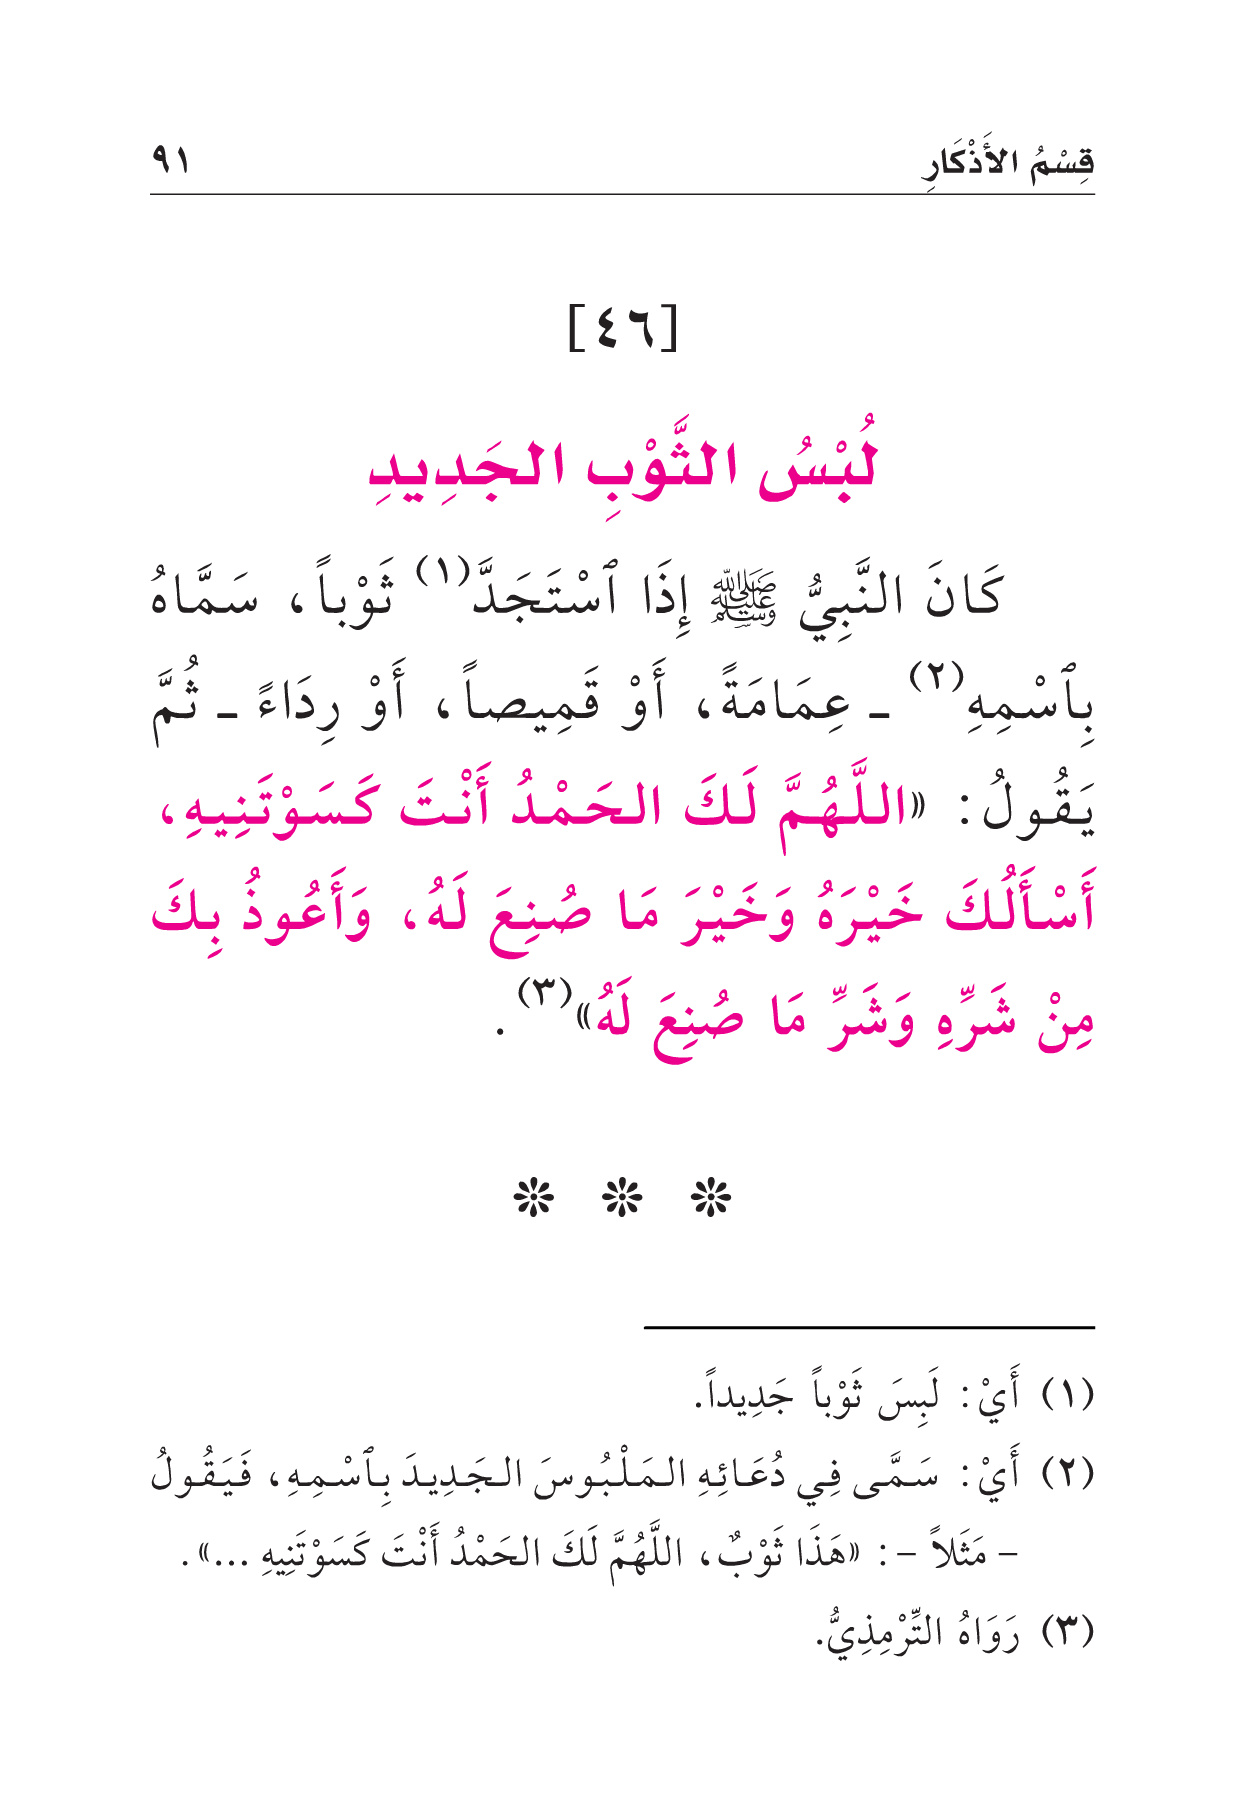 قِسْمُ الأَذْكَارِ ٩١
[٤٦]
لُبْسُ الثَّوْبِ الجَدِيدِ
كَانَ النَّبِيُّ ﷺ إِذَا ٱسْتَجَدَّ(١) ثَوْباً، سَمَّاهُ
بِٱسْمِهِ(٢) ـ عِمَامَةً، أَوْ قَمِيصاً، أَوْ رِدَاءً ـ ثُمَّ
يَقُولُ: «اللَّهُمَّ لَكَ الحَمْدُ أَنْتَ كَسَوْتَنِيهِ،
أَسْأَلُكَ خَيْرَهُ وَخَيْرَ مَا صُنِعَ لَهُ، وَأَعُوذُ بِكَ
مِنْ شَرِّهِ وَشَرِّ مَا صُنِعَ لَهُ»(٣).
(١) أَيْ: لَبِسَ ثَوْباً جَدِيداً.
(٢) أَيْ: سَمَّى فِي دُعَائِهِ المَلْبُوسَ الجَدِيدَ بِٱسْمِهِ، فَيَقُولُ
– مَثَلاً –: «هَذَا ثَوْبٌ، اللَّهُمَّ لَكَ الحَمْدُ أَنْتَ كَسَوْتَنِيهِ ...».
(٣) رَوَاهُ التِّرْمِذِيُّ.